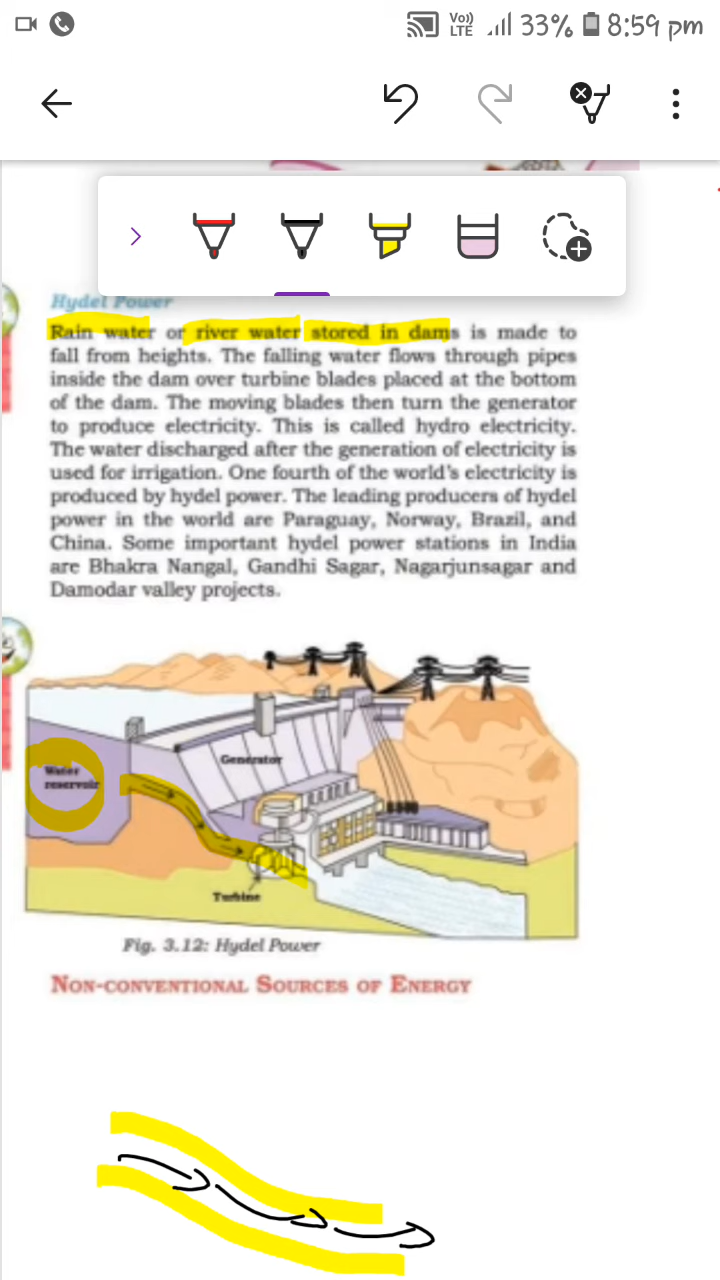 Vo))
LTE
33%
8:59 pm
Hydel Power
Rain water or river water stored in dams is made to
fall from heights. The falling water flows through pipes
inside the dam over turbine blades placed at the bottom
of the dam. The moving blades then turn the generator
to produce electricity. This is called hydro electricity.
The water discharged after the generation of electricity is
used for irrigation. One fourth of the world's electricity is
produced by hydel power. The leading producers of hydel
power in the world are Paraguay, Norway, Brazil, and
China. Some important hydel power stations in India
are Bhakra Nangal, Gandhi Sagar, Nagarjunsagar and
Damodar valley projects.
Generator
Water
reservoir
Turbine
Fig. 3.12: Hydel Power
NON-CONVENTIONAL SOURCES OF ENERGY